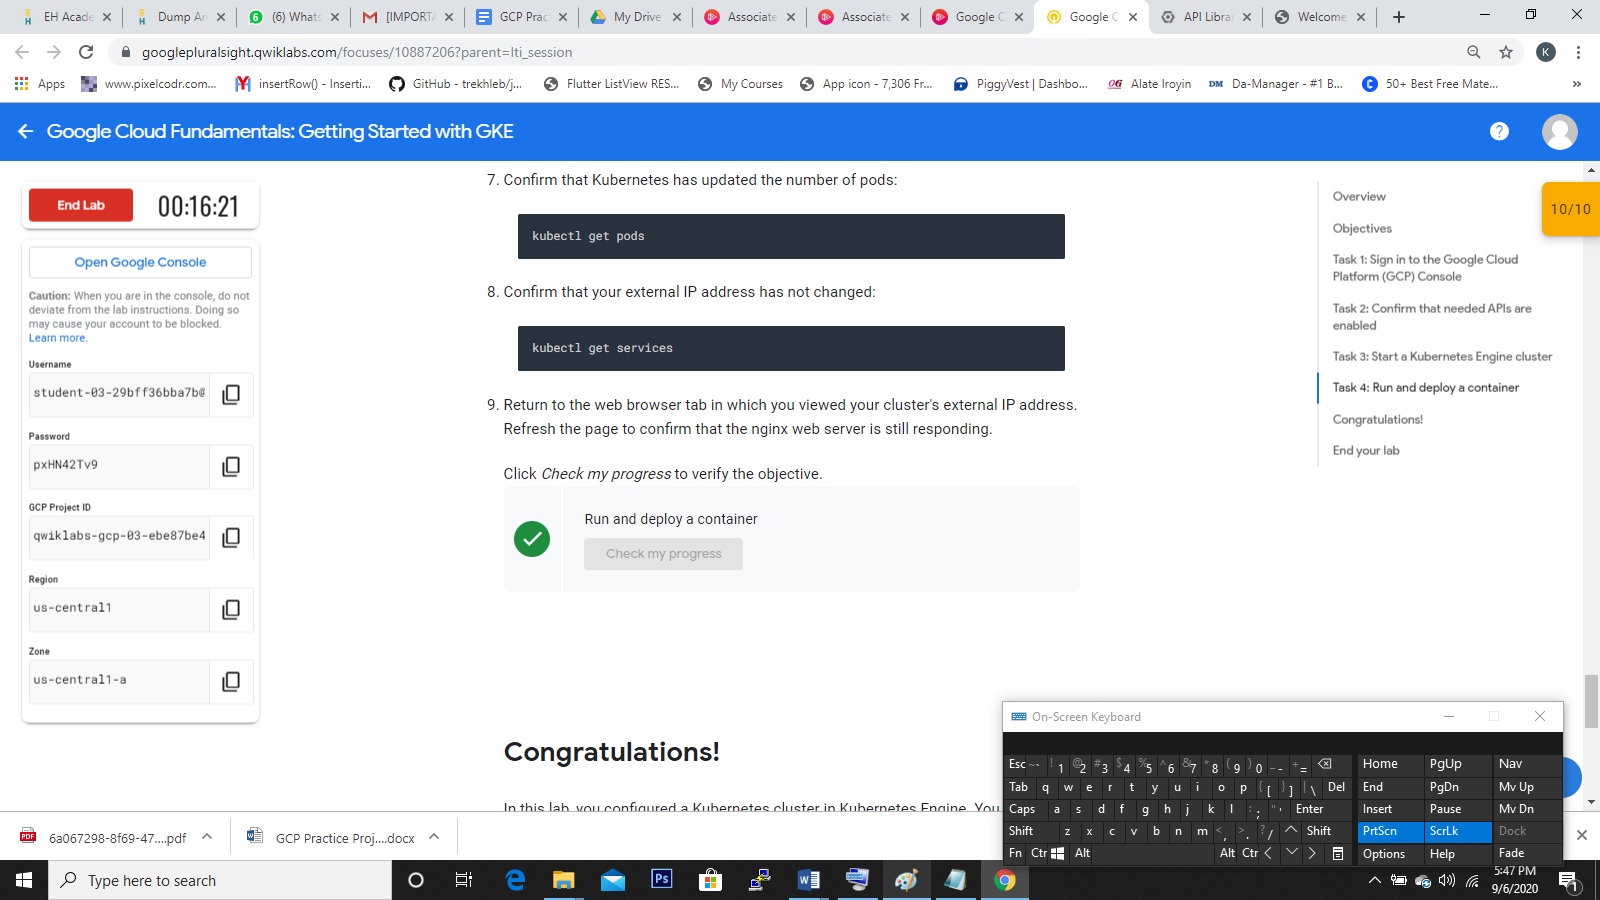 EH Acade
Dump An
(6) Whats
[IMPORTA
GCP Prac
My Drive
Associate
Associate
Google C
Google C
API Librar
Welcome
googlepluralsight.qwiklabs.com/focuses/10887206?parent=lti_session
K
Apps
www.pixelcodr.com...
insertRow() - Inserti...
GitHub - trekhleb/j...
Flutter ListView RES...
My Courses
App icon - 7,306 Fr...
PiggyVest | Dashbo...
Alate Iroyin
DM Da-Manager - #1 B...
50+ Best Free Mate...
»
Google Cloud Fundamentals: Getting Started with GKE
?
End Lab
00:16:21
Open Google Console
Caution: When you are in the console, do not
deviate from the lab instructions. Doing so
may cause your account to be blocked.
Learn more.
Username
student-03-29bff36bba7b@
Password
pxHN42Tv9
GCP Project ID
qwiklabs-gcp-03-ebe87be4
Region
us-central1
Zone
us-central1-a
7. Confirm that Kubernetes has updated the number of pods:
kubectl get pods
8. Confirm that your external IP address has not changed:
kubectl get services
9. Return to the web browser tab in which you viewed your cluster's external IP address.
Refresh the page to confirm that the nginx web server is still responding.
Click Check my progress to verify the objective.
Run and deploy a container
Check my progress
Congratulations!
In this lab, you configured a Kubernetes cluster in Kubernetes Engine. You
Overview
Objectives
Task 1: Sign in to the Google Cloud
Platform (GCP) Console
Task 2: Confirm that needed APIs are
enabled
Task 3: Start a Kubernetes Engine cluster
Task 4: Run and deploy a container
Congratulations!
End your lab
10/10
On-Screen Keyboard
Esc ~` ! 1 @ 2 # 3 $ 4 % 5 ^ 6 & 7 * 8 ( 9 ) 0 _ - + = Home PgUp Nav
Tab q w e r t y u i o p { [ } ] | \ Del End PgDn Mv Up
Caps a s d f g h j k l : ; " ' Enter Insert Pause Mv Dn
Shift z x c v b n m < , > . ? / Shift PrtScn ScrLk Dock
Fn Ctr Alt Alt Ctr Options Help Fade
6a067298-8f69-47....pdf
GCP Practice Proj....docx
Type here to search
5:47 PM
9/6/2020
1